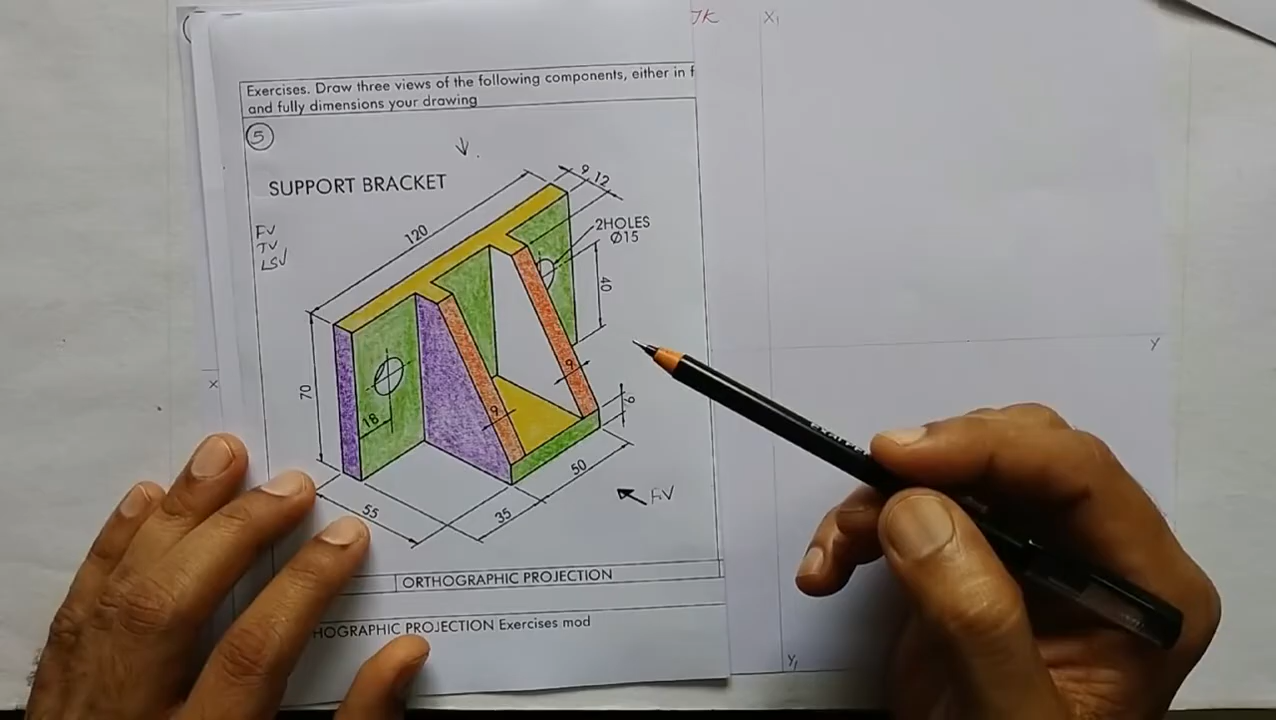 JK
X₁
Exercises. Draw three views of the following components, either in f
and fully dimensions your drawing
5
SUPPORT BRACKET
FV
TV
LSV
120
9
12
2HOLES
Ø15
40
70
18
9
9
9
50
35
55
F.V
X
Y
Y₁
ORTHOGRAPHIC PROJECTION
HOGRAPHIC PROJECTION Exercises mod